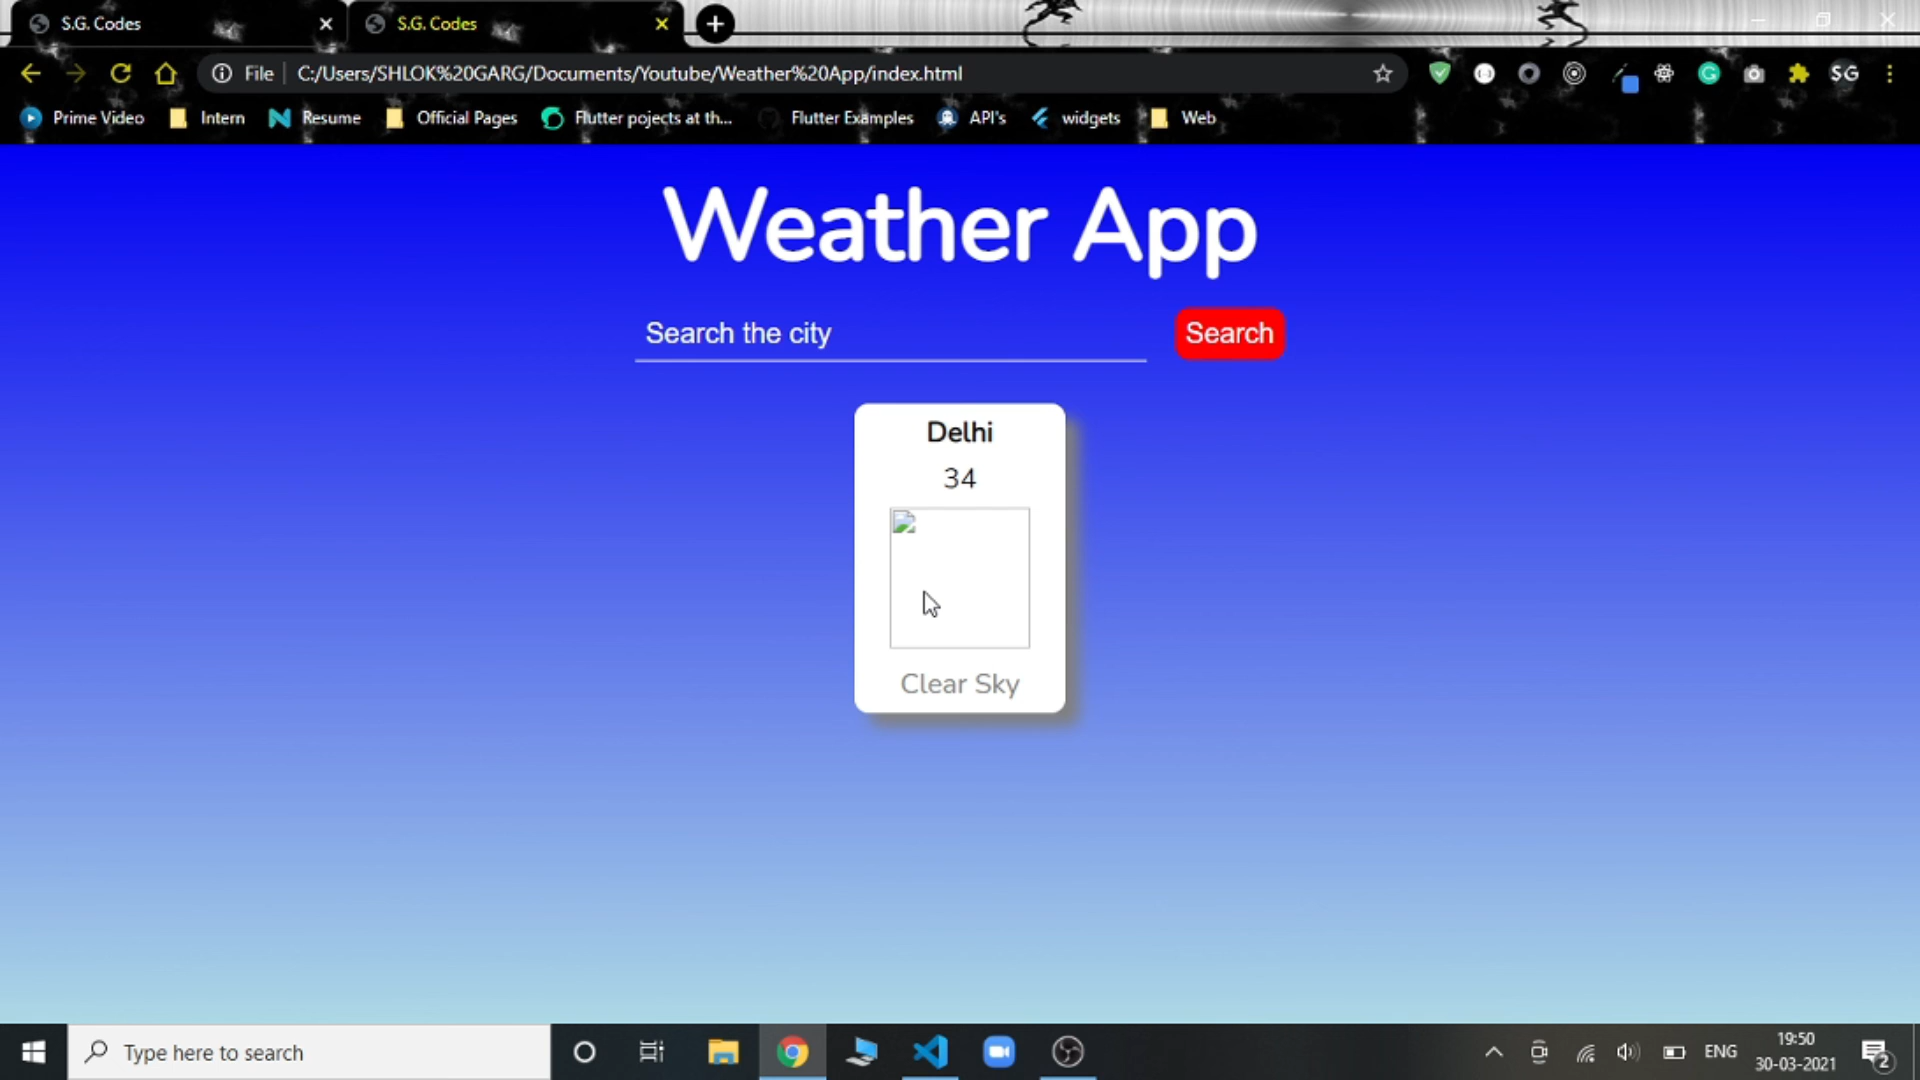 S.G. Codes
S.G. Codes
File
C:/Users/SHLOK%20GARG/Documents/Youtube/Weather%20App/index.html
SG
Prime Video
Intern
Resume
Official Pages
Flutter pojects at th...
Flutter Examples
API's
widgets
Web
Weather App
Search the city
Search
Delhi
34
Clear Sky
Type here to search
ENG
19:50
30-03-2021
2